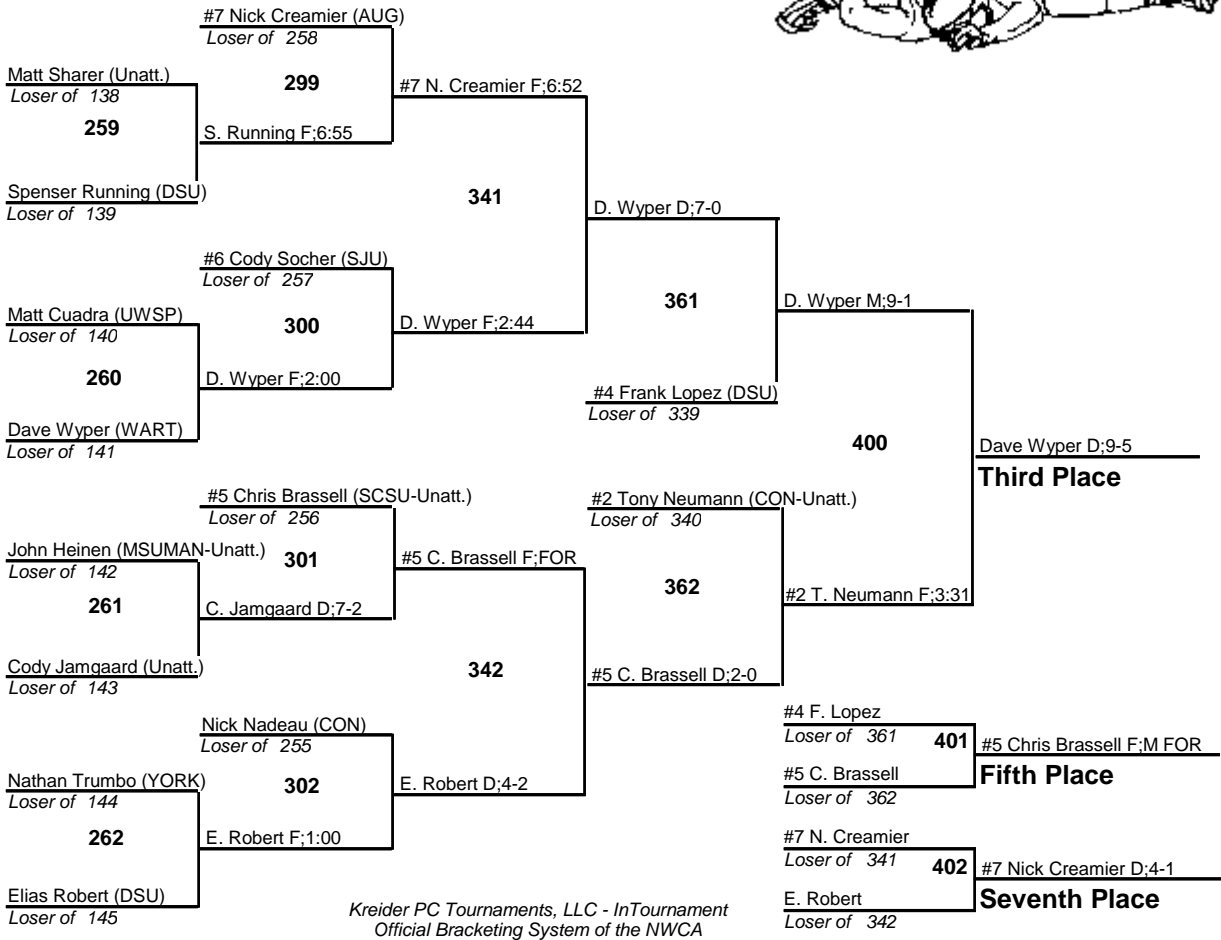 #7 Nick Creamier (AUG)
Loser of 258
Matt Sharer (Unatt.)
Loser of 138
299
#7 N. Creamier F;6:52
259
S. Running F;6:55
Spenser Running (DSU)
Loser of 139
341
D. Wyper D;7-0
#6 Cody Socher (SJU)
Loser of 257
Matt Cuadra (UWSP)
Loser of 140
300
D. Wyper F;2:44
361
D. Wyper M;9-1
260
D. Wyper F;2:00
#4 Frank Lopez (DSU)
Loser of 339
Dave Wyper (WART)
Loser of 141
400
Dave Wyper D;9-5
Third Place
#5 Chris Brassell (SCSU-Unatt.)
Loser of 256
#2 Tony Neumann (CON-Unatt.)
Loser of 340
John Heinen (MSUMAN-Unatt.)
Loser of 142
301
#5 C. Brassell F;FOR
261
C. Jamgaard D;7-2
362
#2 T. Neumann F;3:31
Cody Jamgaard (Unatt.)
Loser of 143
342
#5 C. Brassell D;2-0
Nick Nadeau (CON)
Loser of 255
#4 F. Lopez
Loser of 361
401
#5 Chris Brassell F;M FOR
Fifth Place
#5 C. Brassell
Loser of 362
Nathan Trumbo (YORK)
Loser of 144
302
E. Robert D;4-2
262
E. Robert F;1:00
#7 N. Creamier
Loser of 341
402
#7 Nick Creamier D;4-1
Seventh Place
E. Robert
Loser of 342
Elias Robert (DSU)
Loser of 145
Kreider PC Tournaments, LLC - InTournament
Official Bracketing System of the NWCA